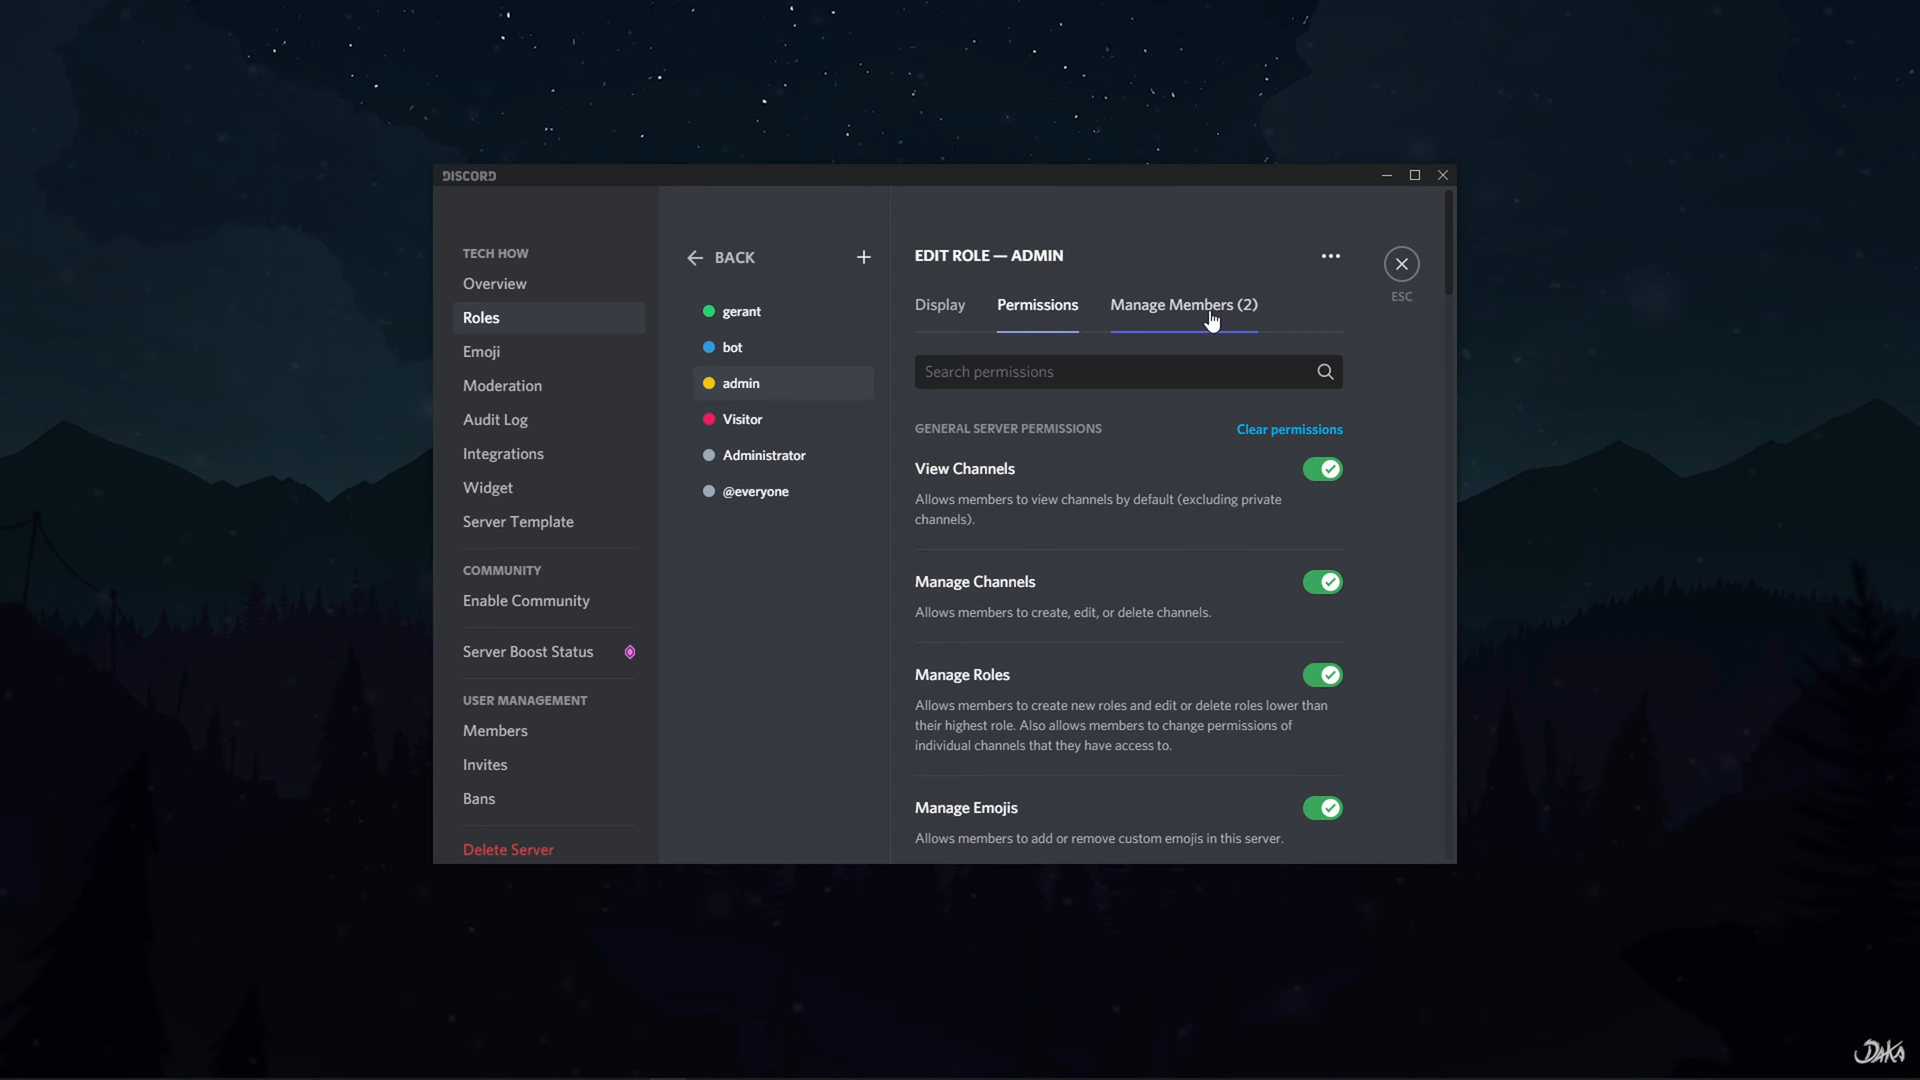 DISCORD
TECH HOW
Overview
Roles
Emoji
Moderation
Audit Log
Integrations
Widget
Server Template
COMMUNITY
Enable Community
Server Boost Status
USER MANAGEMENT
Members
Invites
Bans
Delete Server
BACK
gerant
bot
admin
Visitor
Administrator
@everyone
EDIT ROLE — ADMIN
ESC
Display Permissions Manage Members (2)
Search permissions
GENERAL SERVER PERMISSIONS Clear permissions
View Channels
Allows members to view channels by default (excluding private
channels).
Manage Channels
Allows members to create, edit, or delete channels.
Manage Roles
Allows members to create new roles and edit or delete roles lower than
their highest role. Also allows members to change permissions of
individual channels that they have access to.
Manage Emojis
Allows members to add or remove custom emojis in this server.
DAKA